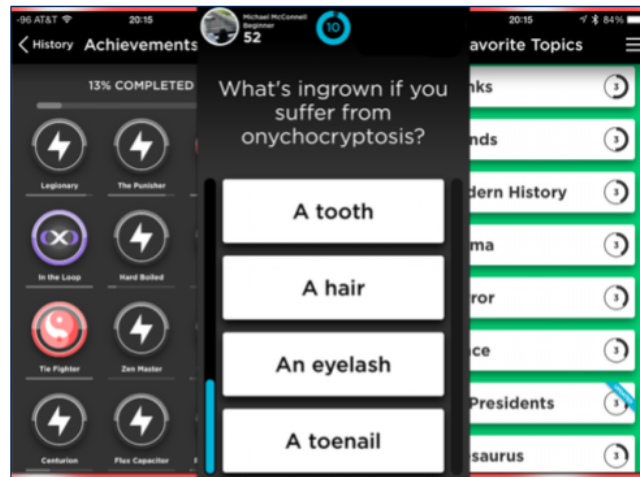 -96 AT&T 20:15
History Achievements
13% COMPLETED
Legionary The Punisher
In the Loop Hard Boiled
Tie Fighter Zen Master
Centurion Flux Capacitor
Michael McConnell
Beginner
52
10
What's ingrown if you
suffer from
onychocryptosis?
A tooth
A hair
An eyelash
A toenail
20:15 84%
avorite Topics
nks 3
nds 3
dern History 3
ma 3
ror 3
ce 3
Presidents 3
saurus 3